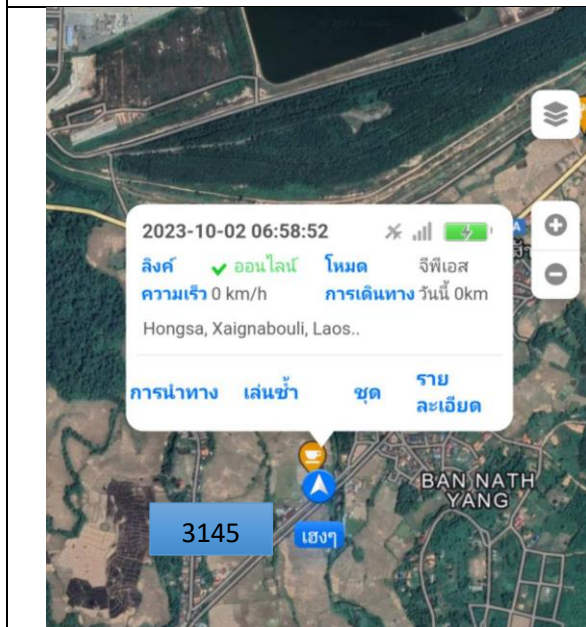 2023-10-02 06:58:52
ลิงค์ ออนไลน์ โหมด จีพีเอส
ความเร็ว 0 km/h การเดินทาง วันนี้ 0km
Hongsa, Xaignabouli, Laos..
การนำทาง เล่นซ้ำ ชุด ราย
ละเอียด
BAN NATH
YANG
3145
เฮงๆ